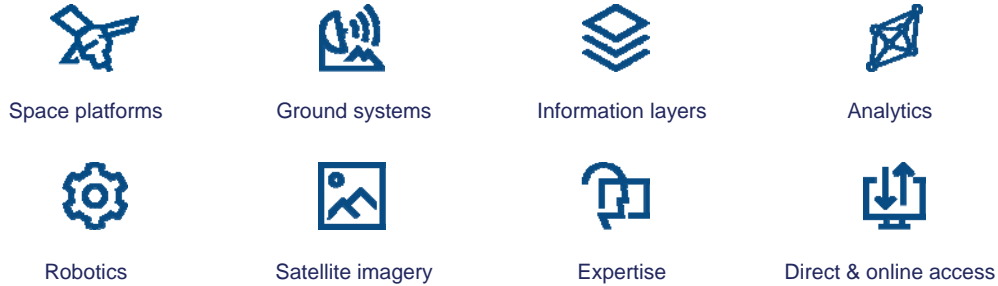 Space platforms
Ground systems
Information layers
Analytics
Robotics
Satellite imagery
Expertise
Direct & online access